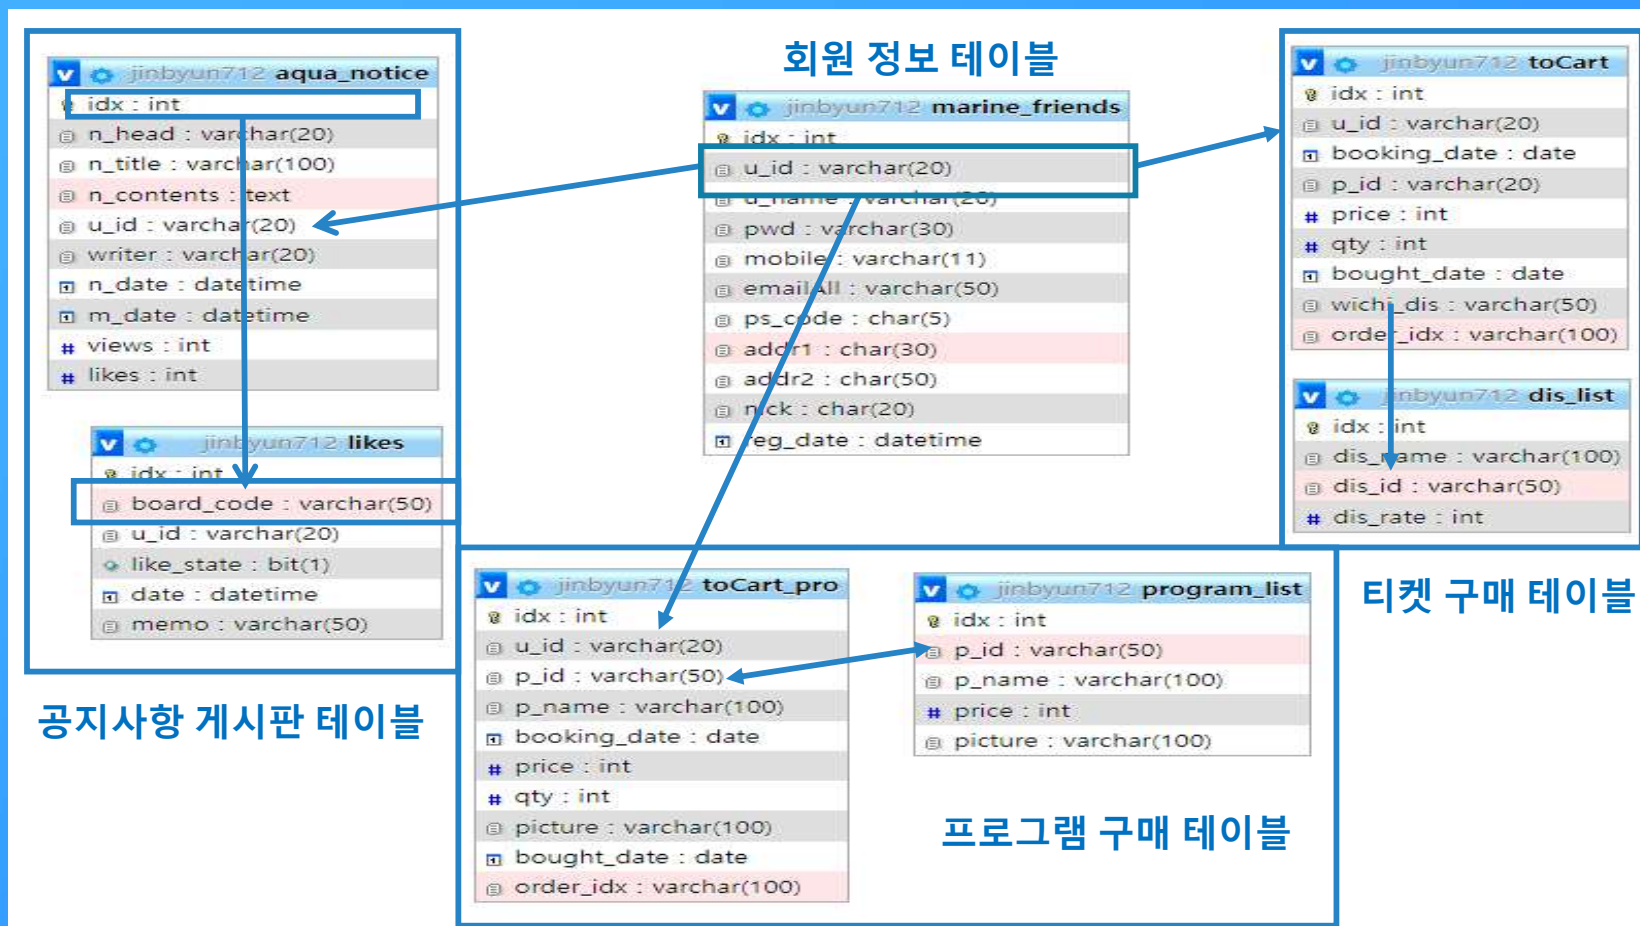 jinbyun712 aqua_notice
idx : int
n_head : varchar(20)
n_title : varchar(100)
n_contents : text
u_id : varchar(20)
writer : varchar(20)
n_date : datetime
m_date : datetime
views : int
likes : int
jinbyun712 likes
idx : int
board_code : varchar(50)
u_id : varchar(20)
like_state : bit(1)
date : datetime
memo : varchar(50)
공지사항 게시판 테이블
회원 정보 테이블
jinbyun712 marine_friends
idx : int
u_id : varchar(20)
u_name : varchar(20)
pwd : varchar(30)
mobile : varchar(11)
emailAll : varchar(50)
ps_code : char(5)
addr1 : char(30)
addr2 : char(50)
nick : char(20)
reg_date : datetime
jinbyun712 toCart
idx : int
u_id : varchar(20)
booking_date : date
p_id : varchar(20)
price : int
qty : int
bought_date : date
wichi_dis : varchar(50)
order_idx : varchar(100)
jinbyun712 dis_list
idx : int
dis_name : varchar(100)
dis_id : varchar(50)
dis_rate : int
티켓 구매 테이블
jinbyun712 toCart_pro
idx : int
u_id : varchar(20)
p_id : varchar(50)
p_name : varchar(100)
booking_date : date
price : int
qty : int
picture : varchar(100)
bought_date : date
order_idx : varchar(100)
jinbyun712 program_list
idx : int
p_id : varchar(50)
p_name : varchar(100)
price : int
picture : varchar(100)
프로그램 구매 테이블